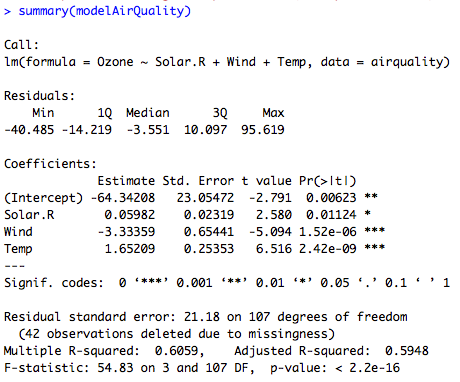 > summary(modelAirQuality)

Call:
lm(formula = Ozone ~ Solar.R + Wind + Temp, data = airquality)

Residuals:
    Min      1Q  Median      3Q     Max
-40.485 -14.219  -3.551  10.097  95.619

Coefficients:
             Estimate Std. Error t value Pr(>|t|)
(Intercept) -64.34208   23.05472  -2.791  0.00623 **
Solar.R       0.05982    0.02319   2.580  0.01124 *
Wind         -3.33359    0.65441  -5.094 1.52e-06 ***
Temp          1.65209    0.25353   6.516 2.42e-09 ***
---
Signif. codes:  0 ‘***’ 0.001 ‘**’ 0.01 ‘*’ 0.05 ‘.’ 0.1 ‘ ’ 1

Residual standard error: 21.18 on 107 degrees of freedom
  (42 observations deleted due to missingness)
Multiple R-squared:  0.6059,    Adjusted R-squared:  0.5948
F-statistic: 54.83 on 3 and 107 DF,  p-value: < 2.2e-16